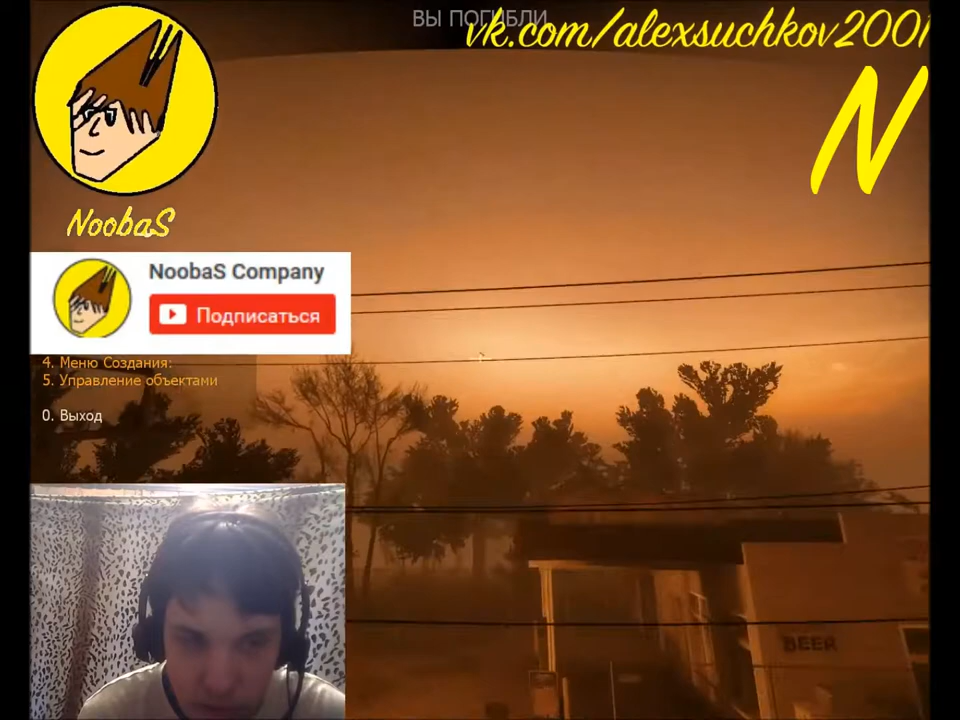 ВЫ ПОГИБЛИ
vk.com/alexsuchkov2001
N
NoobaS
NoobaS Company
Подписаться
4. Меню Создания:
5. Управление объектами
0. Выход
BEER